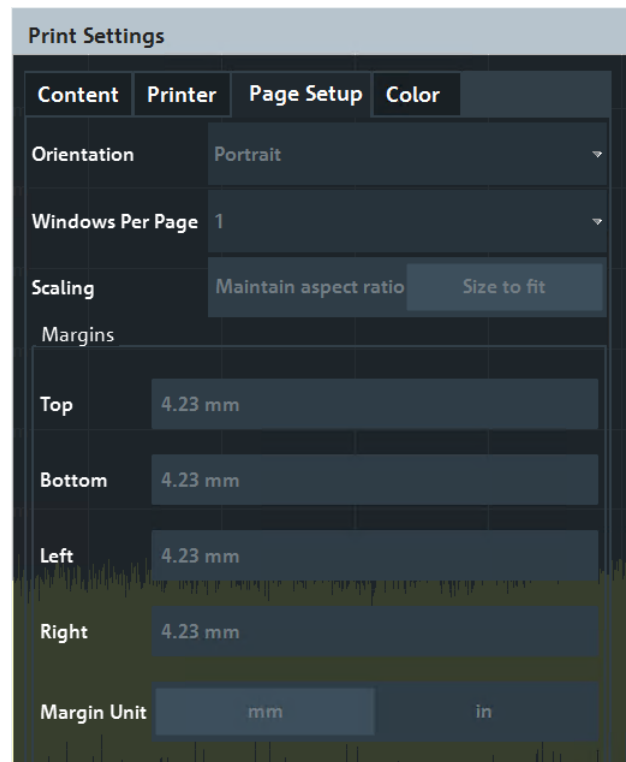 Print Settings
Content Printer Page Setup Color
Orientation Portrait
Windows Per Page 1
Scaling Maintain aspect ratio Size to fit
Margins
Top 4.23 mm
Bottom 4.23 mm
Left 4.23 mm
Right 4.23 mm
Margin Unit mm in